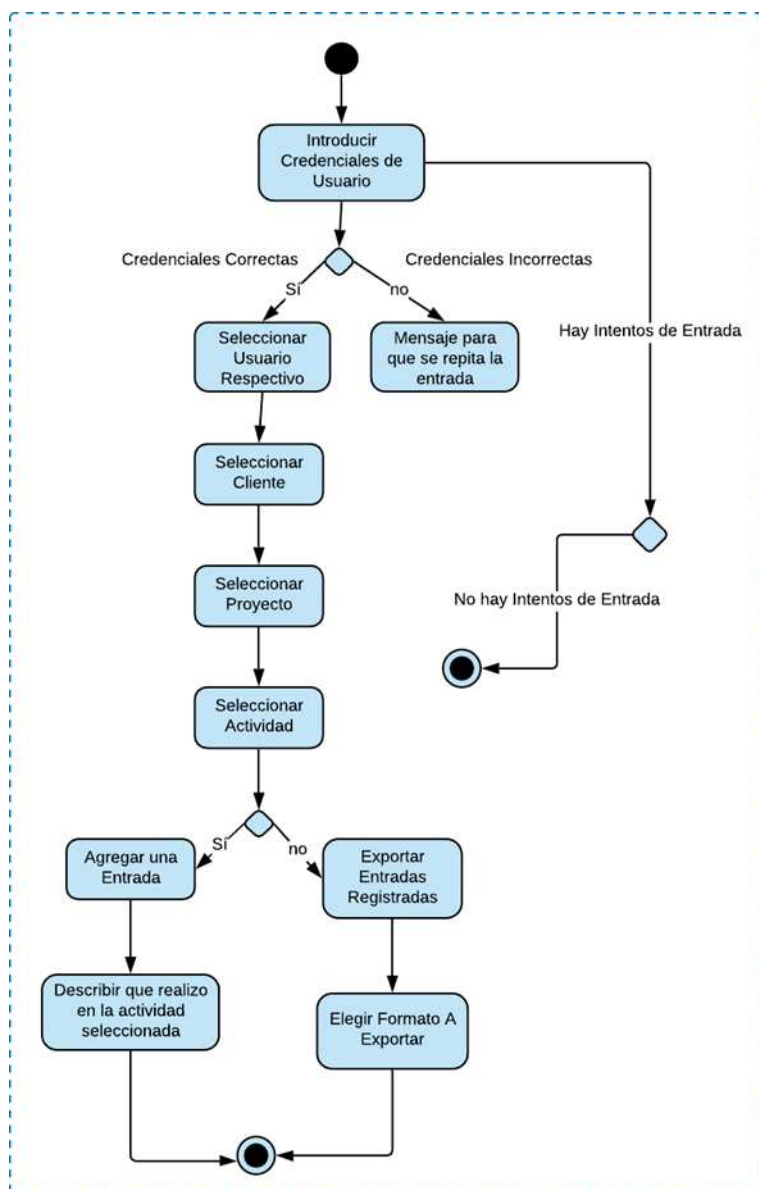 Introducir
Credenciales de
Usuario
Credenciales Correctas
Credenciales Incorrectas
Sí
no
Seleccionar
Usuario
Respectivo
Mensaje para
que se repita la
entrada
Hay Intentos de Entrada
Seleccionar
Cliente
Seleccionar
Proyecto
No hay Intentos de Entrada
Seleccionar
Actividad
Sí
no
Agregar una
Entrada
Exportar
Entradas
Registradas
Describir que realizo
en la actividad
seleccionada
Elegir Formato A
Exportar